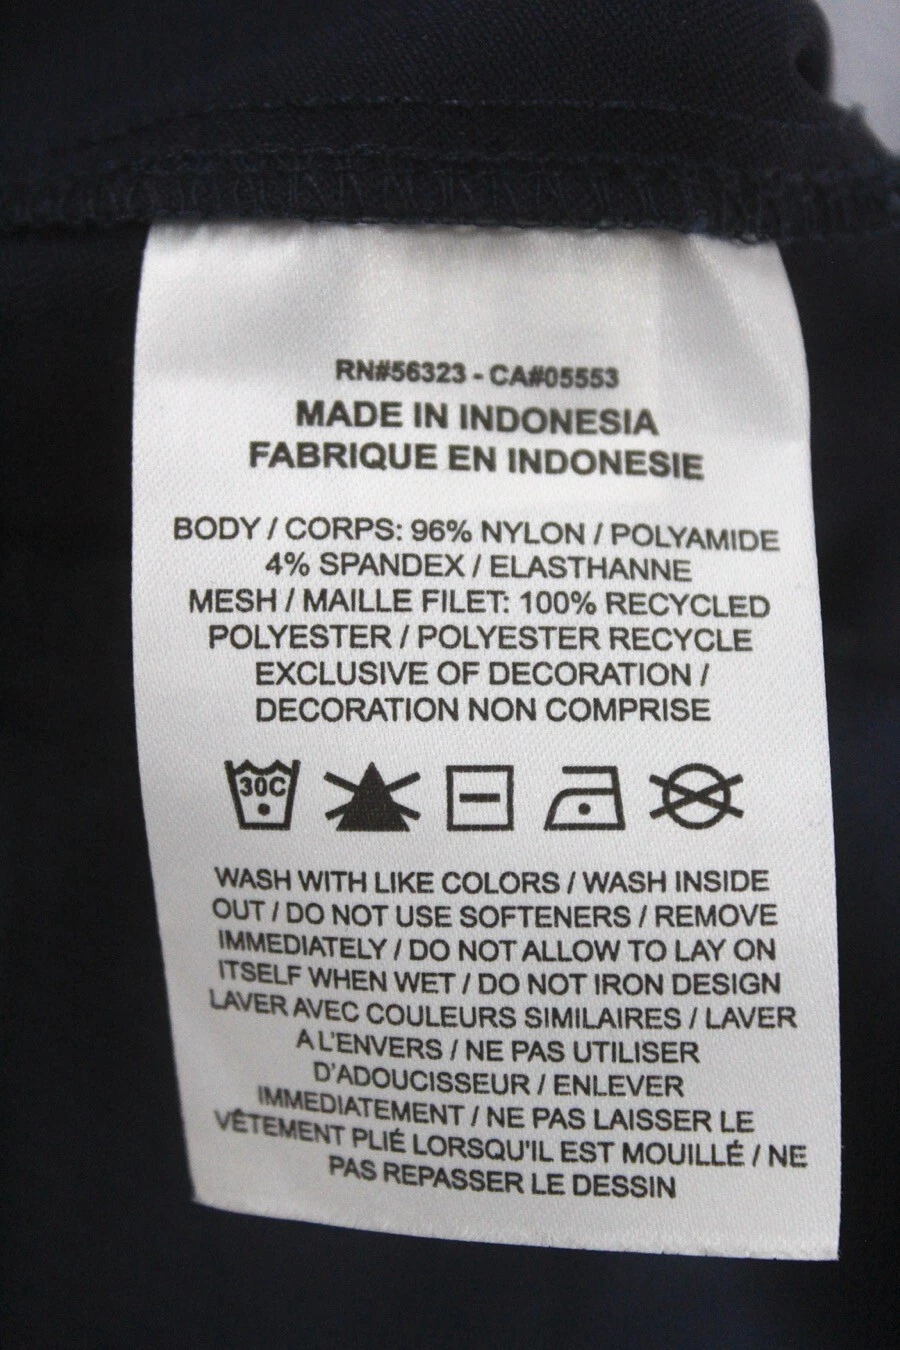 RN#56323 - CA#05553
MADE IN INDONESIA
FABRIQUE EN INDONESIE
BODY / CORPS: 96% NYLON / POLYAMIDE
4% SPANDEX / ELASTHANNE
MESH / MAILLE FILET: 100% RECYCLED
POLYESTER / POLYESTER RECYCLE
EXCLUSIVE OF DECORATION /
DECORATION NON COMPRISE
30C
WASH WITH LIKE COLORS / WASH INSIDE
OUT / DO NOT USE SOFTENERS / REMOVE
IMMEDIATELY / DO NOT ALLOW TO LAY ON
ITSELF WHEN WET / DO NOT IRON DESIGN
LAVER AVEC COULEURS SIMILAIRES / LAVER
A L'ENVERS / NE PAS UTILISER
D'ADOUCISSEUR / ENLEVER
IMMEDIATEMENT / NE PAS LAISSER LE
VÊTEMENT PLIÉ LORSQU'IL EST MOUILLÉ / NE
PAS REPASSER LE DESSIN